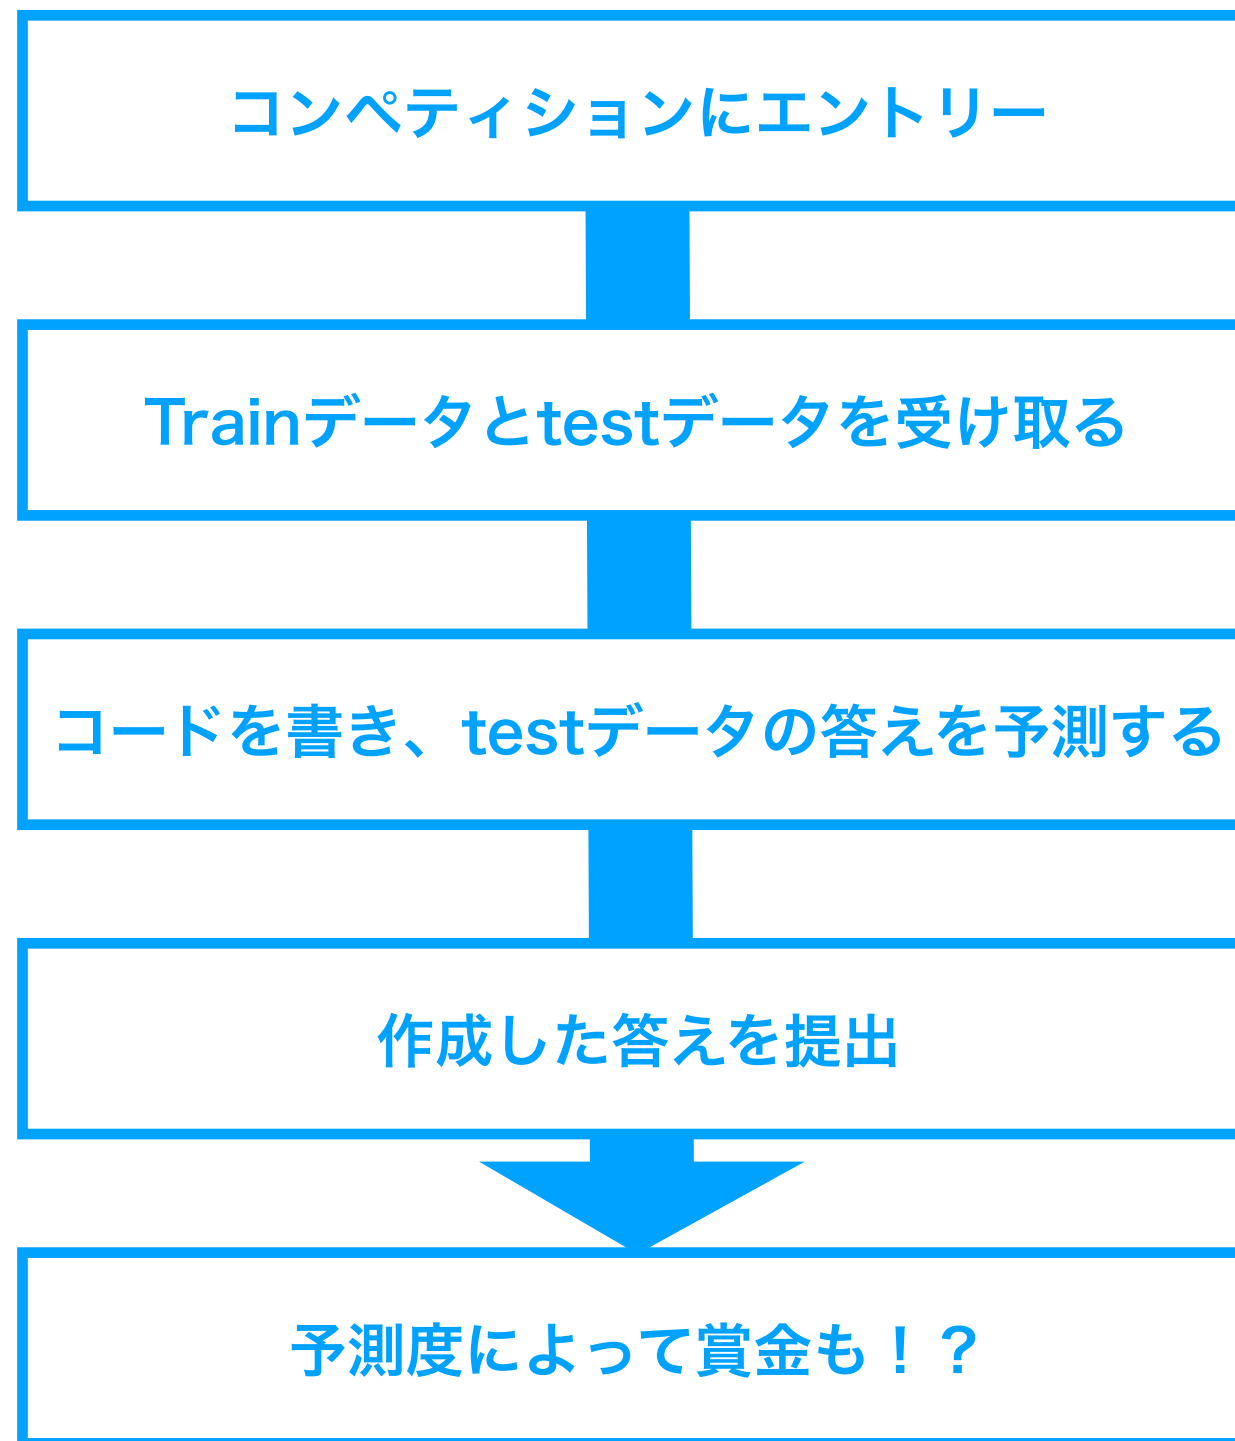 コンペティションにエントリー
Trainデータとtestデータを受け取る
コードを書き、testデータの答えを予測する
作成した答えを提出
予測度によって賞金も！？